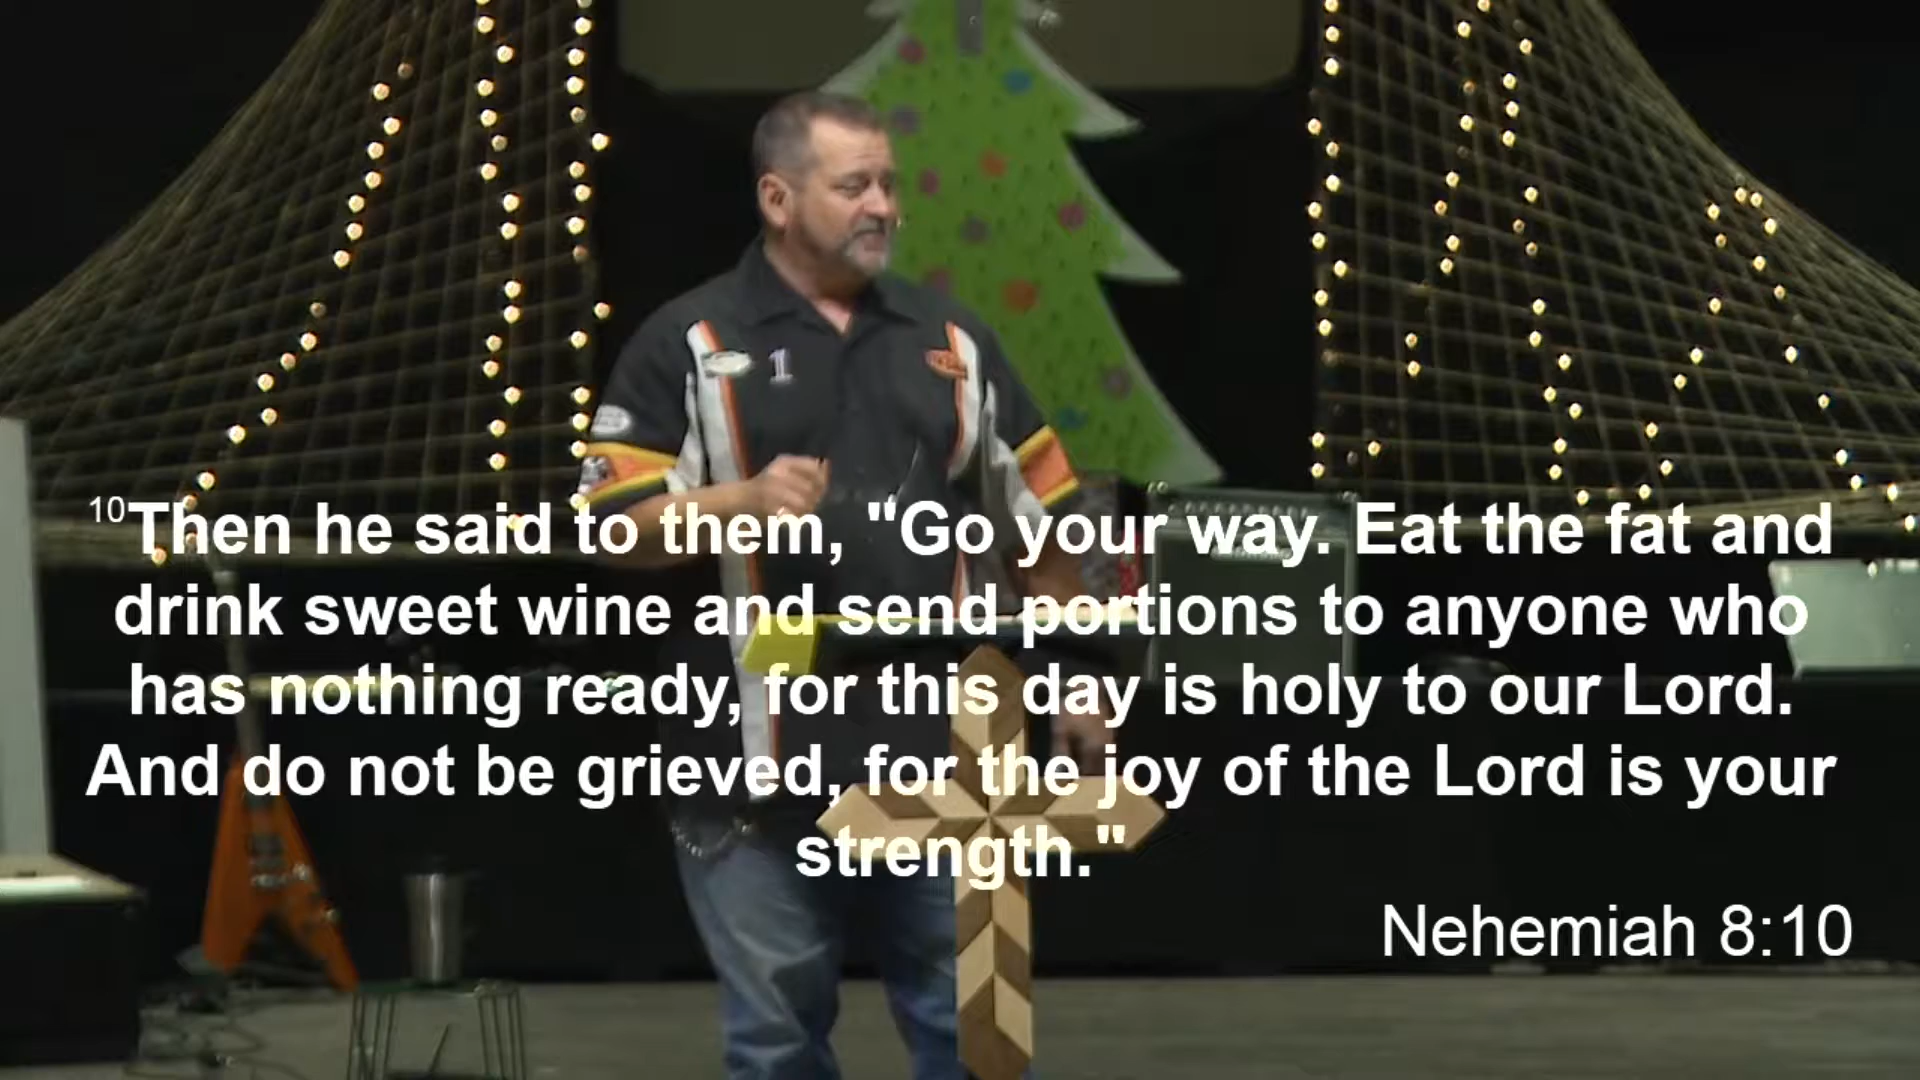 10Then he said to them, "Go your way. Eat the fat and
drink sweet wine and send portions to anyone who
has nothing ready, for this day is holy to our Lord.
And do not be grieved, for the joy of the Lord is your
strength."
Nehemiah 8:10
1